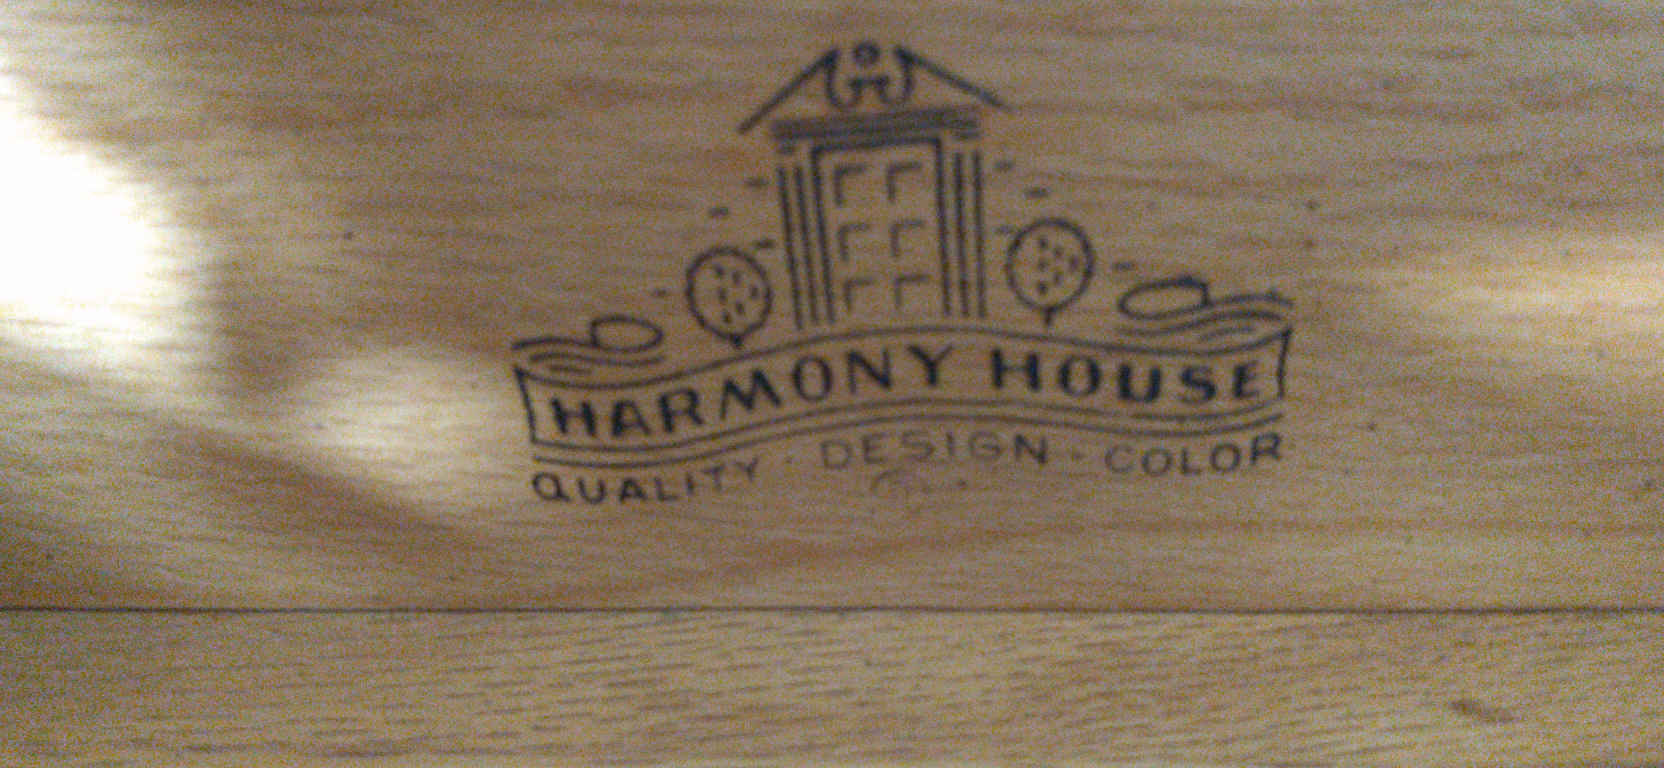 HARMONY HOUSE
QUALITY · DESIGN · COLOR